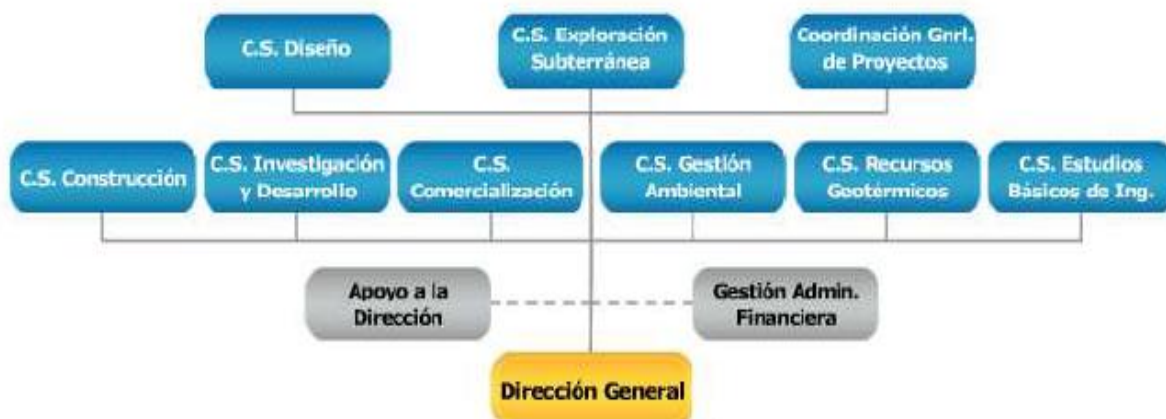 C.S. Diseño
C.S. Exploración
Subterránea
Coordinación Gnrl.
de Proyectos
C.S. Construcción
C.S. Investigación
y Desarrollo
C.S.
Comercialización
C.S. Gestión
Ambiental
C.S. Recursos
Geotérmicos
C.S. Estudios
Básicos de Ing.
Apoyo a la
Dirección
Gestión Admin.
Financiera
Dirección General